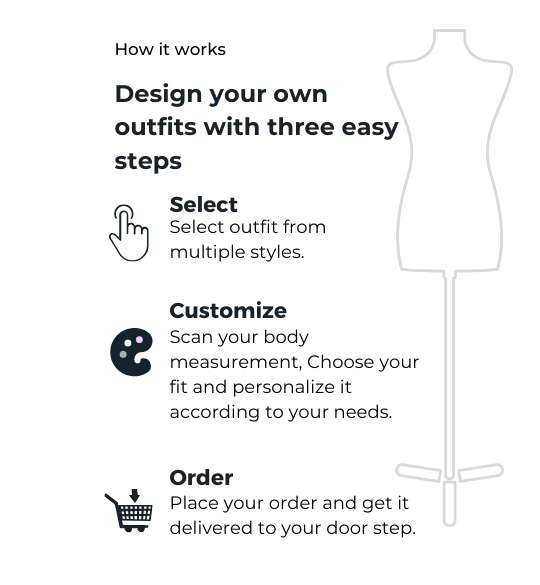 How it works
Design your own
outfits with three easy
steps
Select
Select outfit from
multiple styles.
Customize
Scan your body
measurement, Choose your
fit and personalize it
according to your needs.
Order
Place your order and get it
delivered to your door step.